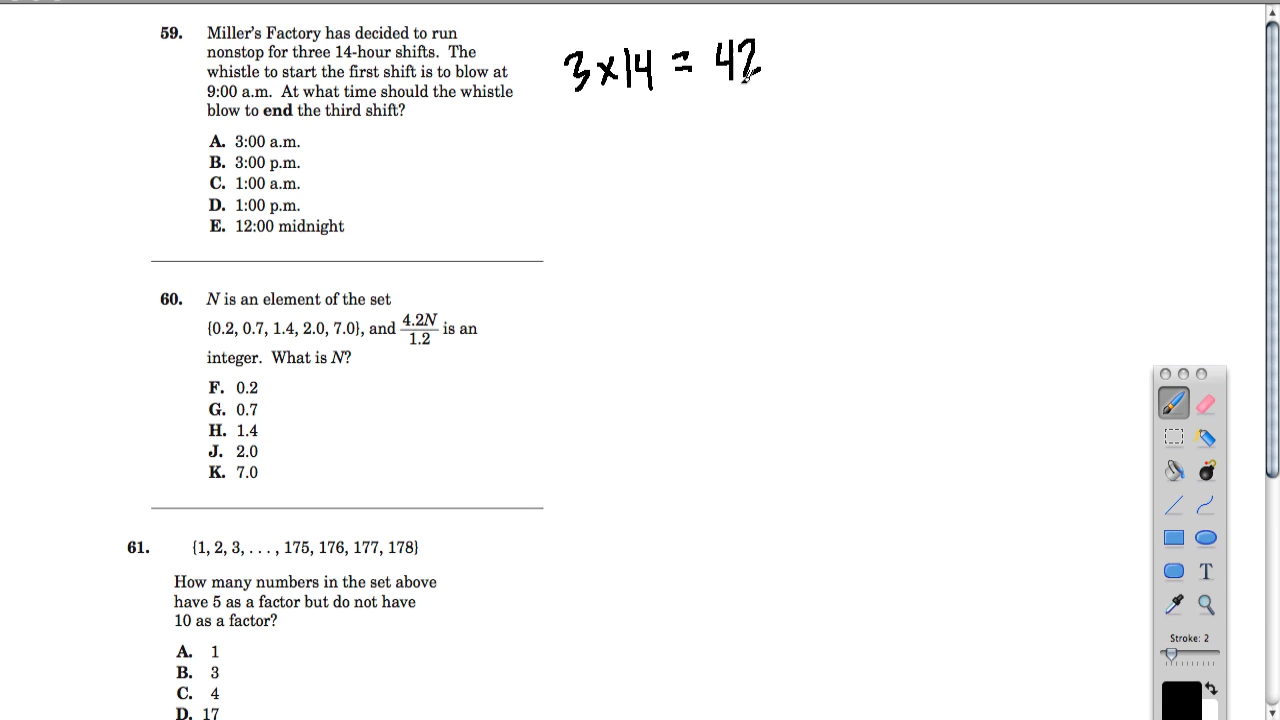 59. Miller's Factory has decided to run
nonstop for three 14-hour shifts. The
whistle to start the first shift is to blow at
9:00 a.m. At what time should the whistle
blow to end the third shift?
A. 3:00 a.m.
B. 3:00 p.m.
C. 1:00 a.m.
D. 1:00 p.m.
E. 12:00 midnight
3 x 14 = 42
60. N is an element of the set
{0.2, 0.7, 1.4, 2.0, 7.0}, and 4.2N/1.2 is an
integer. What is N?
F. 0.2
G. 0.7
H. 1.4
J. 2.0
K. 7.0
61. {1, 2, 3, . . . , 175, 176, 177, 178}
How many numbers in the set above
have 5 as a factor but do not have
10 as a factor?
A. 1
B. 3
C. 4
D. 17
T
Stroke: 2